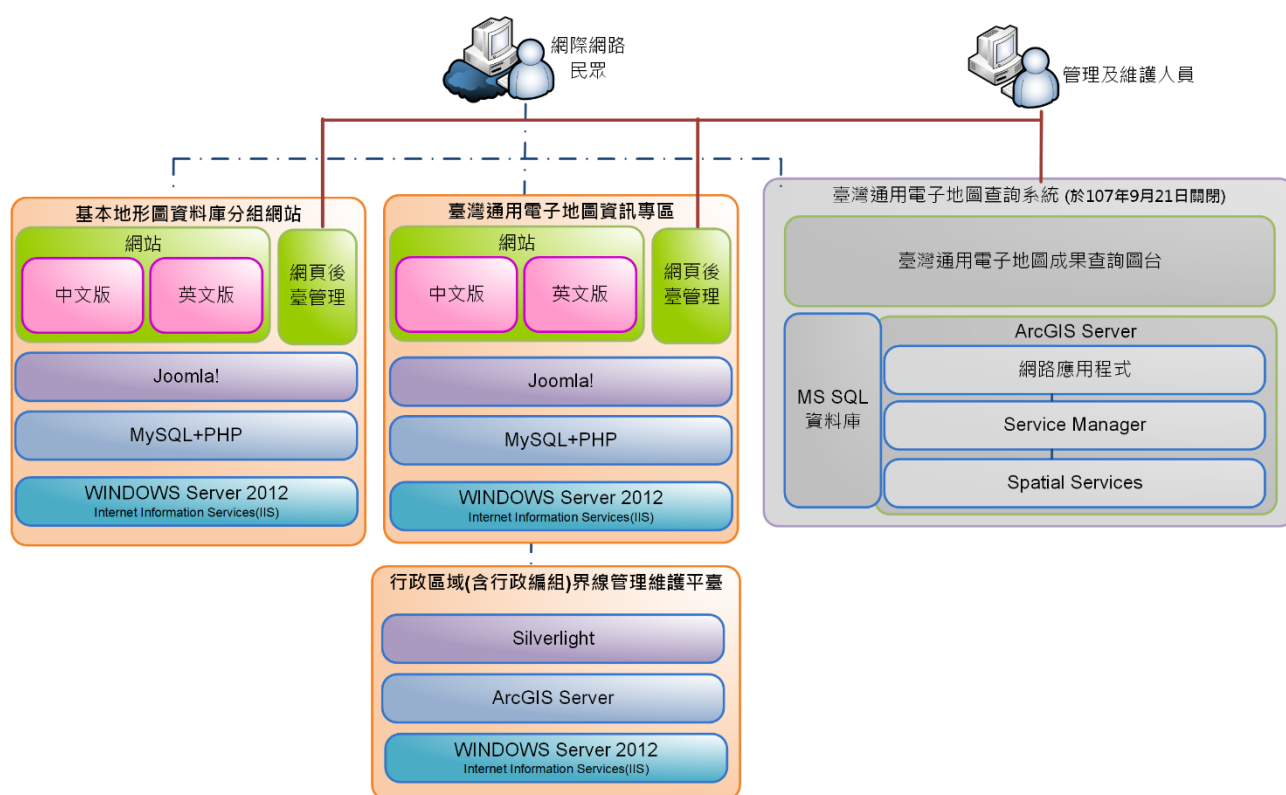 網際網路
民眾
管理及維護人員
基本地形圖資料庫分組網站
網站
中文版
英文版
網頁後
臺管理
Joomla!
MySQL+PHP
WINDOWS Server 2012
Internet Information Services(IIS)
臺灣通用電子地圖資訊專區
網站
中文版
英文版
網頁後
臺管理
Joomla!
MySQL+PHP
WINDOWS Server 2012
Internet Information Services(IIS)
臺灣通用電子地圖查詢系統 (於107年9月21日關閉)
臺灣通用電子地圖成果查詢圖台
MS SQL
資料庫
ArcGIS Server
網路應用程式
Service Manager
Spatial Services
行政區域(含行政編組)界線管理維護平臺
Silverlight
ArcGIS Server
WINDOWS Server 2012
Internet Information Services(IIS)